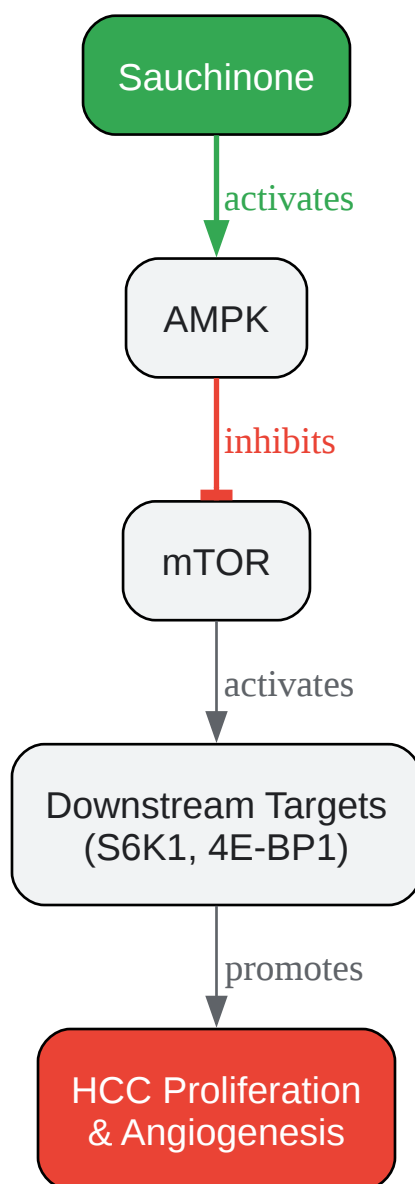 Sauchinone
activates
AMPK
inhibits
mTOR
activates
Downstream Targets
(S6K1, 4E-BP1)
promotes
HCC Proliferation
& Angiogenesis